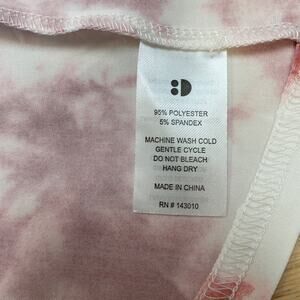 95% POLYESTER
5% SPANDEX
MACHINE WASH COLD
GENTLE CYCLE
DO NOT BLEACH
HANG DRY
MADE IN CHINA
RN # 143010